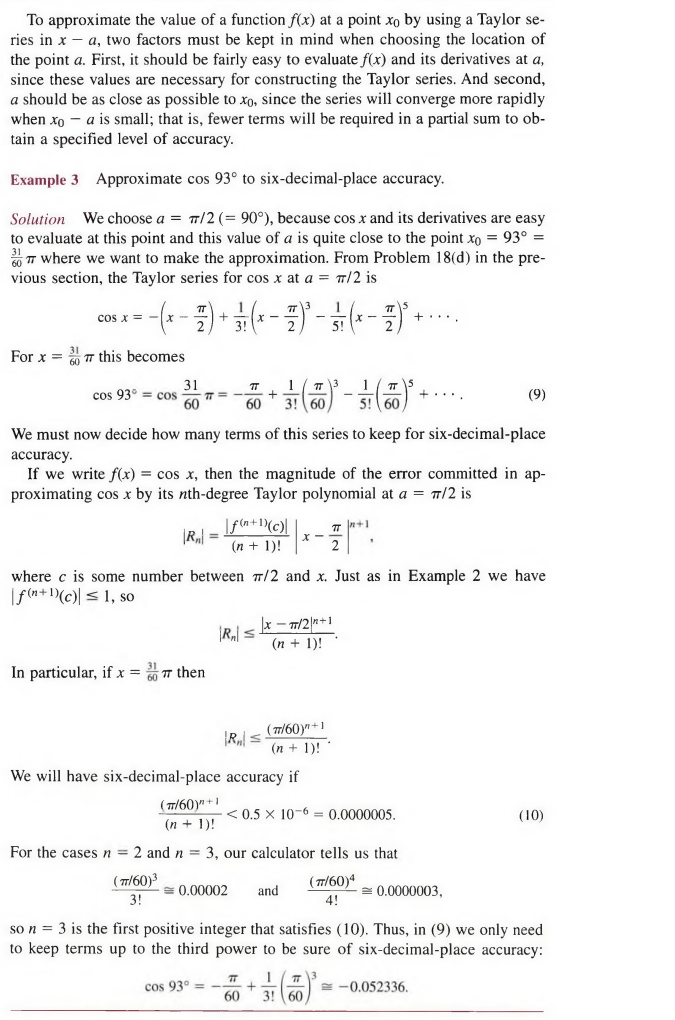 To approximate the value of a function f(x) at a point x₀ by using a Taylor se-
ries in x − a, two factors must be kept in mind when choosing the location of
the point a. First, it should be fairly easy to evaluate f(x) and its derivatives at a,
since these values are necessary for constructing the Taylor series. And second,
a should be as close as possible to x₀, since the series will converge more rapidly
when x₀ − a is small; that is, fewer terms will be required in a partial sum to ob-
tain a specified level of accuracy.
Example 3 Approximate cos 93° to six-decimal-place accuracy.
Solution We choose a = π/2 (= 90°), because cos x and its derivatives are easy
to evaluate at this point and this value of a is quite close to the point x₀ = 93° =
31/60 π where we want to make the approximation. From Problem 18(d) in the pre-
vious section, the Taylor series for cos x at a = π/2 is
cos x = −(x − π/2) + 1/3! (x − π/2)³ − 1/5! (x − π/2)⁵ + · · · .
For x = 31/60 π this becomes
cos 93° = cos 31/60 π = −π/60 + 1/3! (π/60)³ − 1/5! (π/60)⁵ + · · · . (9)
We must now decide how many terms of this series to keep for six-decimal-place
accuracy.
If we write f(x) = cos x, then the magnitude of the error committed in ap-
proximating cos x by its nth-degree Taylor polynomial at a = π/2 is
|Rₙ| = |f⁽ⁿ⁺¹⁾(c)|/(n + 1)! |x − π/2|ⁿ⁺¹,
where c is some number between π/2 and x. Just as in Example 2 we have
|f⁽ⁿ⁺¹⁾(c)| ≤ 1, so
|Rₙ| ≤ |x − π/2|ⁿ⁺¹/(n + 1)!.
In particular, if x = 31/60 π then
|Rₙ| ≤ (π/60)ⁿ⁺¹/(n + 1)!.
We will have six-decimal-place accuracy if
(π/60)ⁿ⁺¹/(n + 1)! < 0.5 × 10⁻⁶ = 0.0000005. (10)
For the cases n = 2 and n = 3, our calculator tells us that
(π/60)³/3! ≅ 0.00002 and (π/60)⁴/4! ≅ 0.0000003,
so n = 3 is the first positive integer that satisfies (10). Thus, in (9) we only need
to keep terms up to the third power to be sure of six-decimal-place accuracy:
cos 93° = −π/60 + 1/3! (π/60)³ ≅ −0.052336.